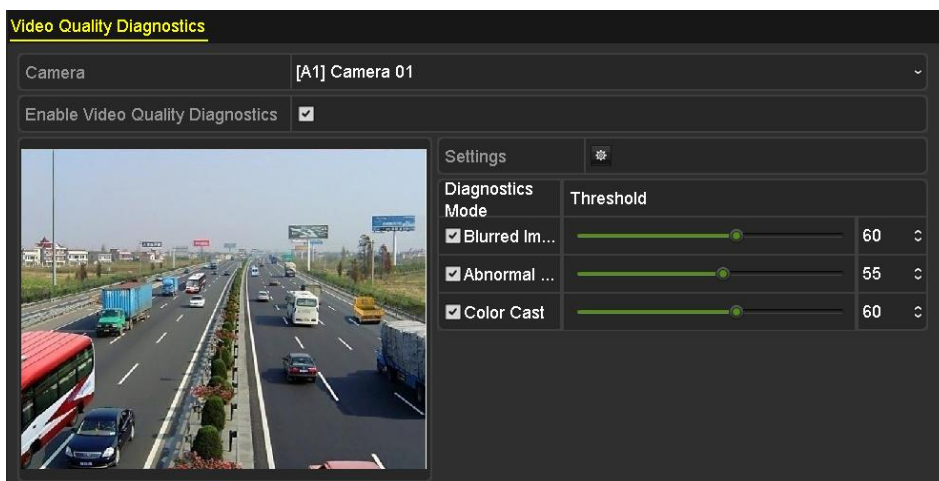 Video Quality Diagnostics
Camera
[A1] Camera 01
Enable Video Quality Diagnostics
Settings
Diagnostics
Mode
Threshold
Blurred Im...
60
Abnormal ...
55
Color Cast
60